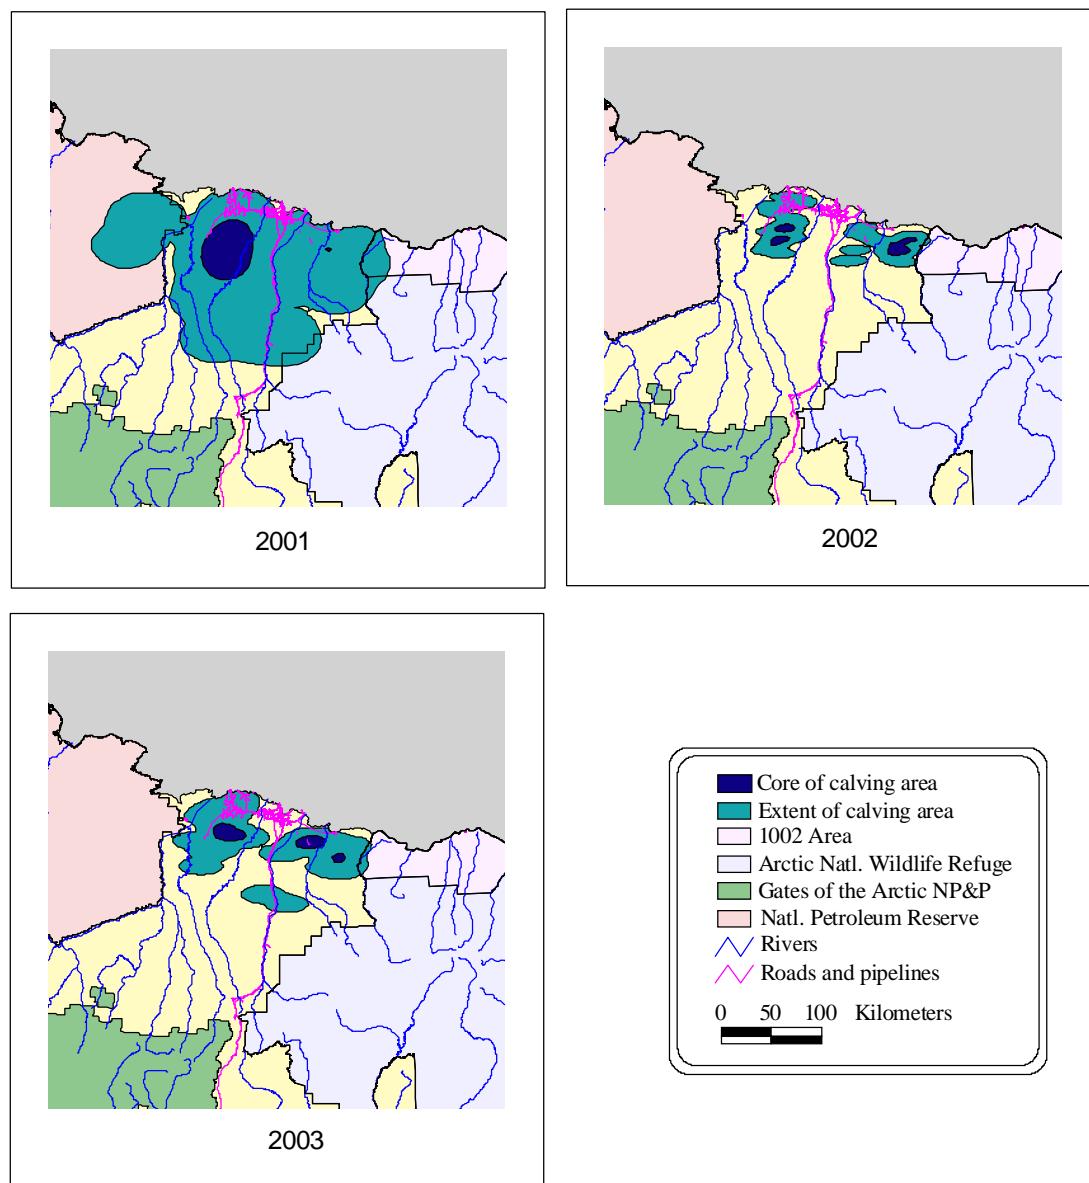 2001
2002
2003
Core of calving area
Extent of calving area
1002 Area
Arctic Natl. Wildlife Refuge
Gates of the Arctic NP&P
Natl. Petroleum Reserve
Rivers
Roads and pipelines
0 50 100 Kilometers